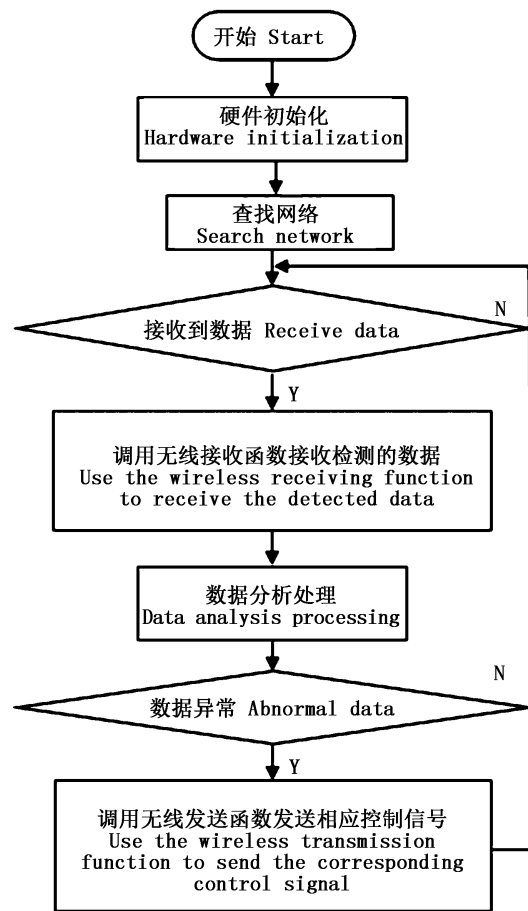 开始 Start
硬件初始化
Hardware initialization
查找网络
Search network
N
接收到数据 Receive data
Y
调用无线接收函数接收检测的数据
Use the wireless receiving function
to receive the detected data
数据分析处理
Data analysis processing
N
数据异常 Abnormal data
Y
调用无线发送函数发送相应控制信号
Use the wireless transmission
function to send the corresponding
control signal